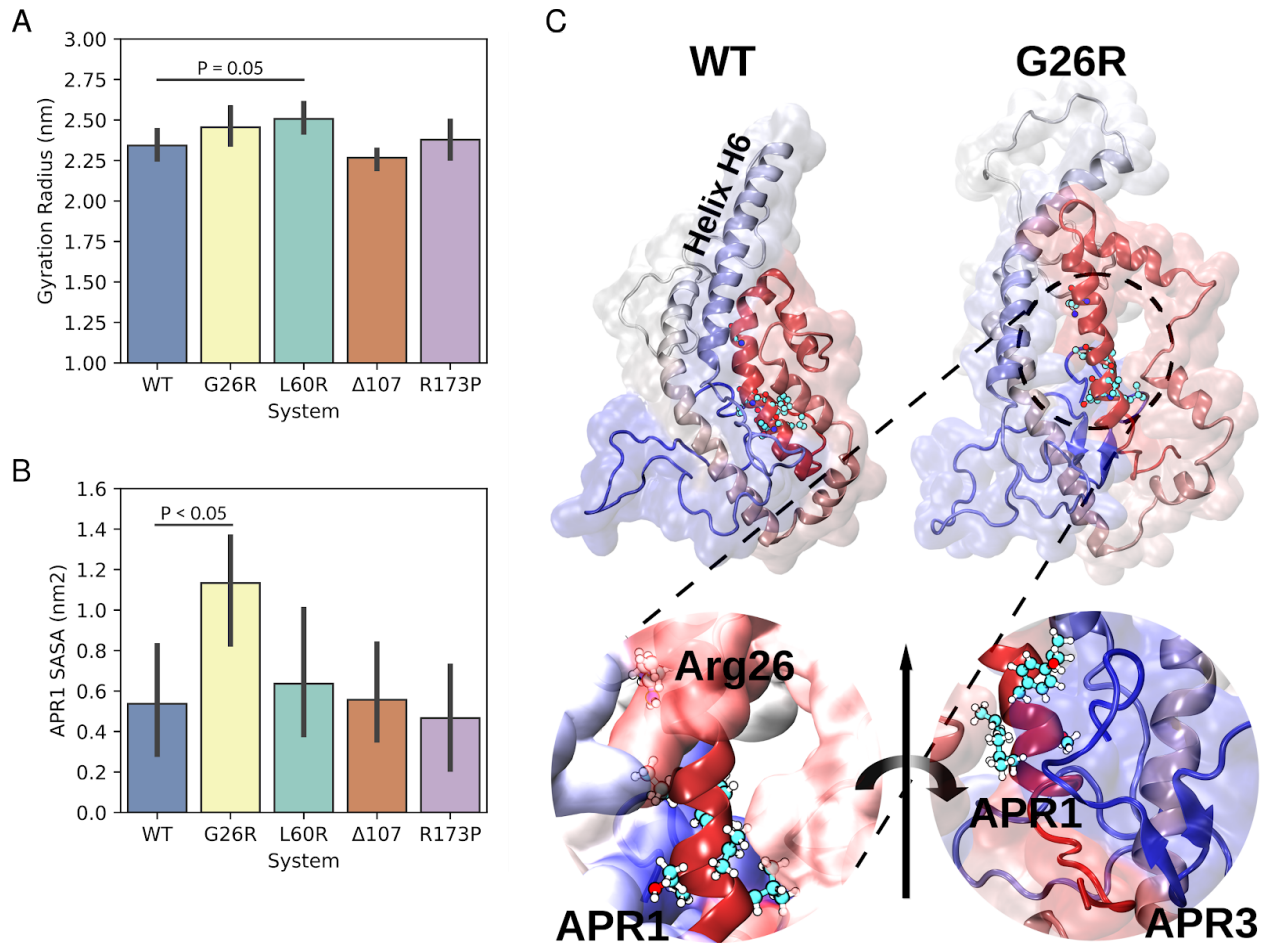 A
3.00
2.75
2.50
2.25
2.00
1.75
1.50
1.25
1.00
Gyration Radius (nm)
P = 0.05
WT G26R L60R Δ107 R173P
System
B
1.6
1.4
1.2
1.0
0.8
0.6
0.4
0.2
0.0
APR1 SASA (nm2)
P < 0.05
WT G26R L60R Δ107 R173P
System
C
WT
G26R
Helix H6
Arg26
APR1
APR1
APR3